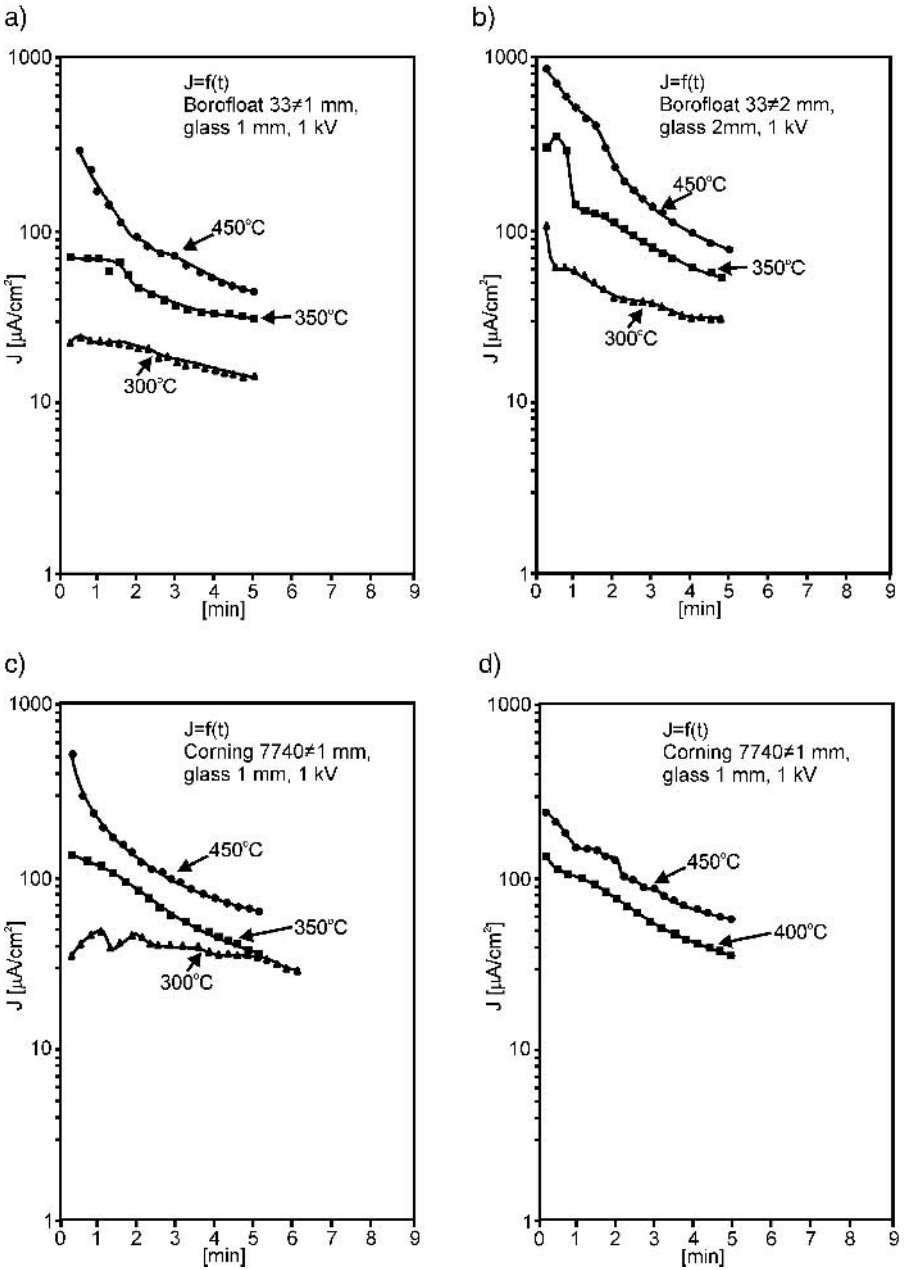 a)
J=f(t)
Borofloat 33≠1 mm,
glass 1 mm, 1 kV
1000
100
10
1
J [µA/cm²]
450°C
350°C
300°C
0 1 2 3 4 5 6 7 8 9
[min]
b)
J=f(t)
Borofloat 33≠2 mm,
glass 2mm, 1 kV
1000
100
10
1
J [µA/cm²]
450°C
350°C
300°C
0 1 2 3 4 5 6 7 8 9
[min]
c)
J=f(t)
Corning 7740≠1 mm,
glass 1 mm, 1 kV
1000
100
10
1
J [µA/cm²]
450°C
350°C
300°C
0 1 2 3 4 5 6 7 8 9
[min]
d)
J=f(t)
Corning 7740≠1 mm,
glass 1 mm, 1 kV
1000
100
10
1
J [µA/cm²]
450°C
400°C
0 1 2 3 4 5 6 7 8 9
[min]